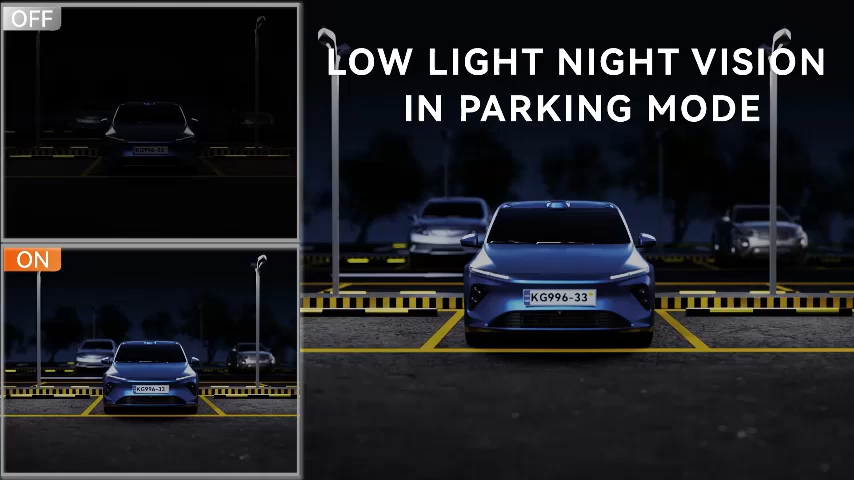 OFF
KG996-33
ON
KG996-33
LOW LIGHT NIGHT VISION
IN PARKING MODE
KG996-33